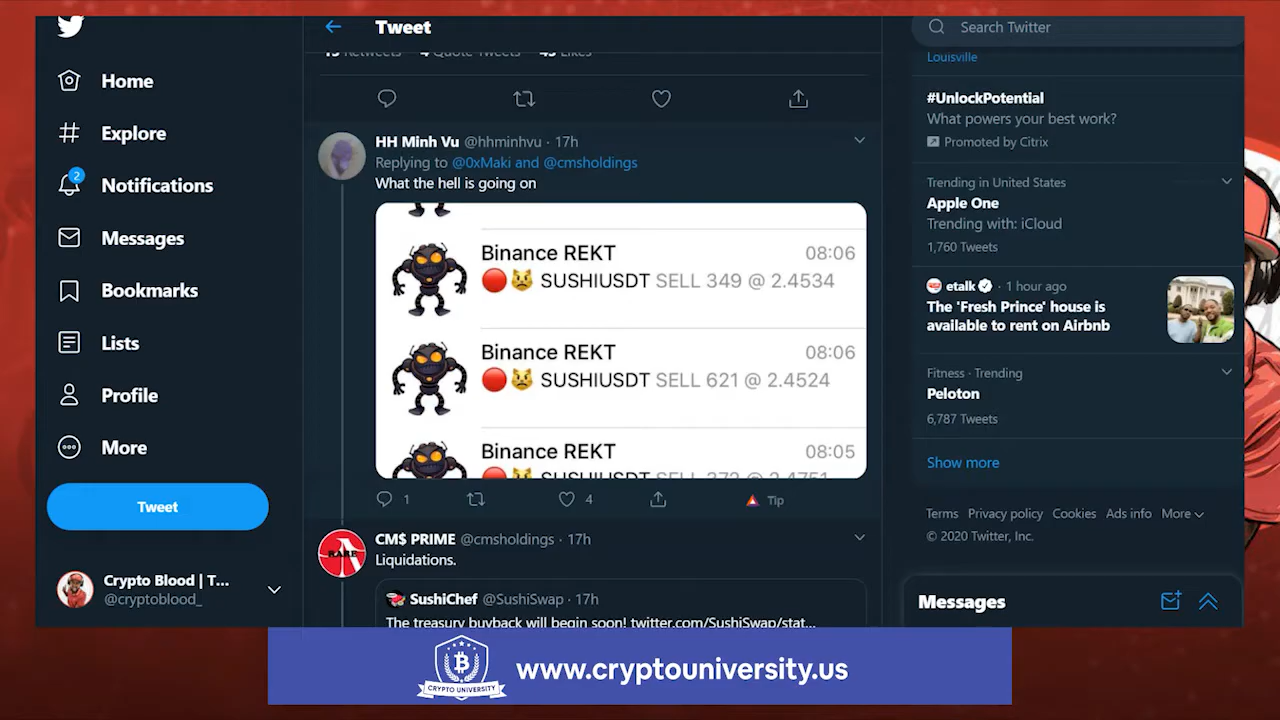 Home
Explore
2
Notifications
Messages
Bookmarks
Lists
Profile
More
Tweet
Crypto Blood | T...
@cryptoblood_
Tweet
15 Retweets 4 Quote Tweets 45 Likes
HH Minh Vu @hhminhvu · 17h
Replying to @0xMaki and @cmsholdings
What the hell is going on
Binance REKT 08:06
SUSHIUSDT SELL 349 @ 2.4534
Binance REKT 08:06
SUSHIUSDT SELL 621 @ 2.4524
Binance REKT 08:05
SUSHIUSDT SELL 372 @ 2.4751
1 4 Tip
RARE
CM$ PRIME @cmsholdings · 17h
Liquidations.
SushiChef @SushiSwap · 17h
The treasury buyback will begin soon! twitter.com/SushiSwap/stat...
Search Twitter
Louisville
#UnlockPotential
What powers your best work?
Promoted by Citrix
Trending in United States
Apple One
Trending with: iCloud
1,760 Tweets
etalk · 1 hour ago
The 'Fresh Prince' house is
available to rent on Airbnb
Fitness · Trending
Peloton
6,787 Tweets
Show more
Terms Privacy policy Cookies Ads info More
© 2020 Twitter, Inc.
Messages
CRYPTO UNIVERSITY
www.cryptouniversity.us